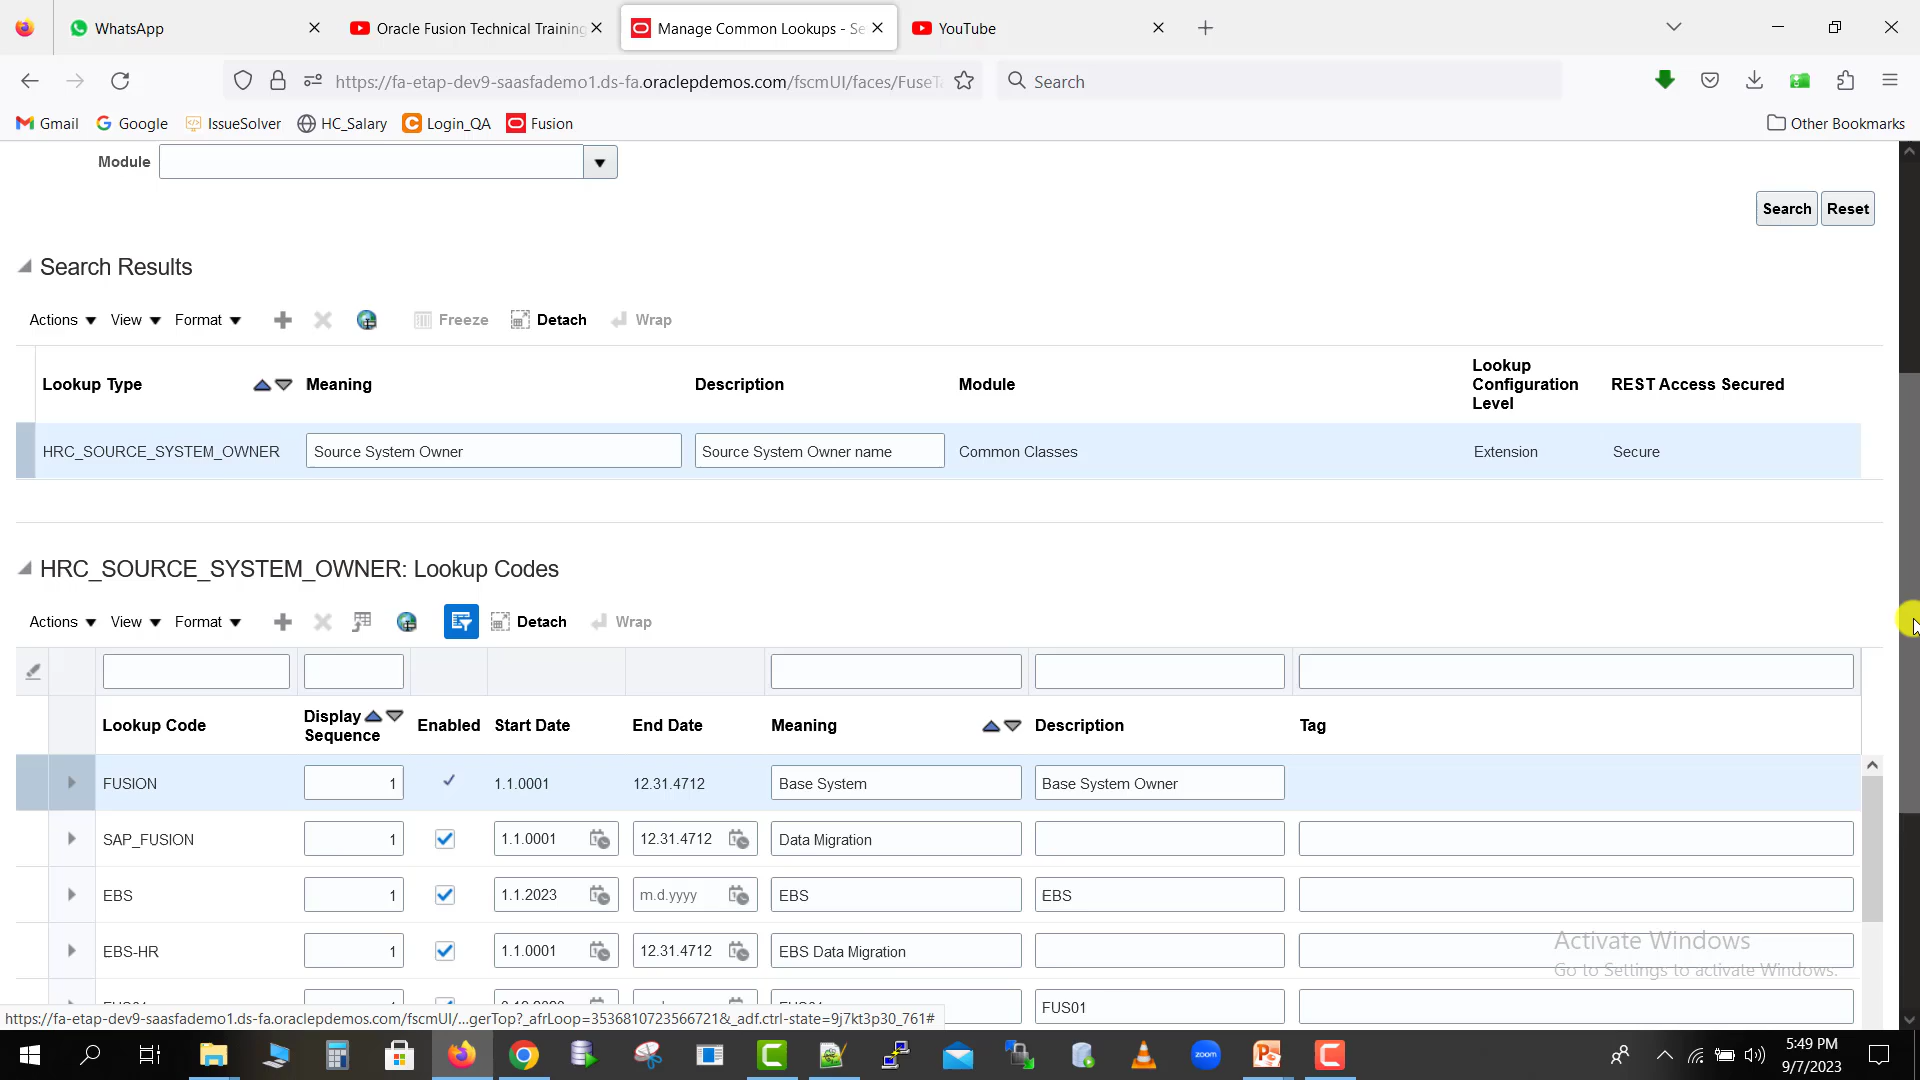 WhatsApp
Oracle Fusion Technical Training
Manage Common Lookups - Se
YouTube
https://fa-etap-dev9-saasfademo1.ds-fa.oraclepdemos.com/fscmUI/faces/FuseTa
Search
Gmail
Google
IssueSolver
HC_Salary
Login_QA
Fusion
Other Bookmarks
Module
Search Reset
Search Results
Actions View Format Freeze Detach Wrap
Lookup Type Meaning Description Module Lookup Configuration Level REST Access Secured
HRC_SOURCE_SYSTEM_OWNER Source System Owner Source System Owner name Common Classes Extension Secure
HRC_SOURCE_SYSTEM_OWNER: Lookup Codes
Actions View Format Detach Wrap
Lookup Code Display Sequence Enabled Start Date End Date Meaning Description Tag
FUSION 1 1.1.0001 12.31.4712 Base System Base System Owner
SAP_FUSION 1 1.1.0001 12.31.4712 Data Migration
EBS 1 1.1.2023 m.d.yyyy EBS EBS
EBS-HR 1 1.1.0001 12.31.4712 EBS Data Migration
FUS01
Activate Windows
Go to Settings to activate Windows.
https://fa-etap-dev9-saasfademo1.ds-fa.oraclepdemos.com/fscmUI/...gerTop?_afrLoop=3536810723566721&_adf.ctrl-state=9j7kt3p30_761#
zoom
5:49 PM
9/7/2023